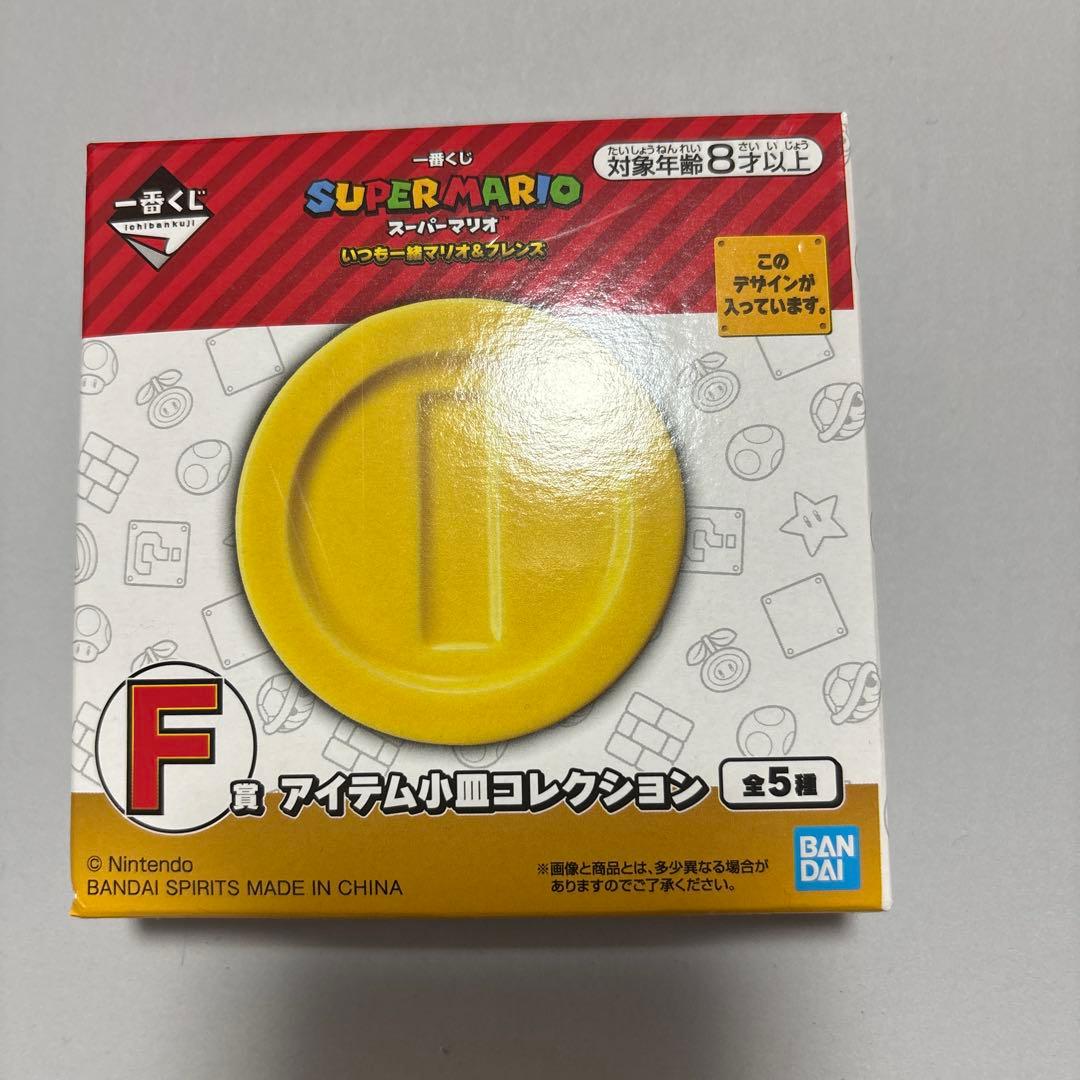 一番くじ
ichibankuji
一番くじ
SUPER MARIO
スーパーマリオ™
いつも一緒マリオ&フレンズ
たいしょうねんれい さい いじょう
対象年齢8才以上
この
デザインが
入っています。
F賞 アイテム小皿コレクション 全5種
© Nintendo
BANDAI SPIRITS MADE IN CHINA
※画像と商品とは、多少異なる場合が
ありますのでご了承ください。
BAN
DAI